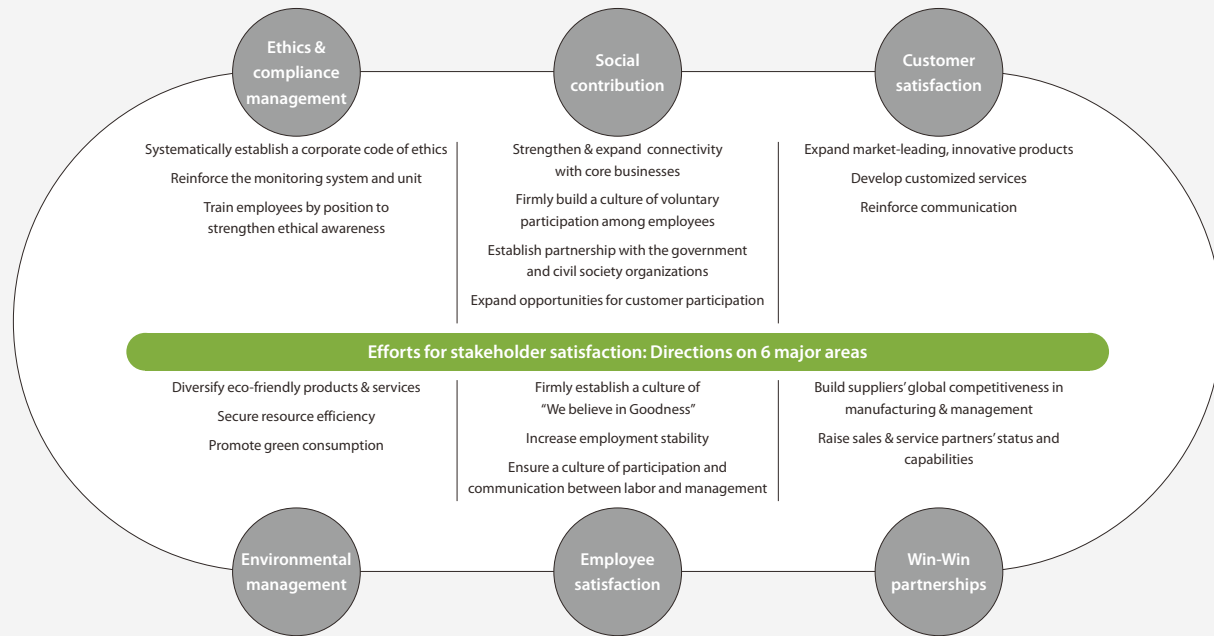 Ethics &
compliance
management
Systematically establish a corporate code of ethics
Reinforce the monitoring system and unit
Train employees by position to
strengthen ethical awareness
Social
contribution
Strengthen & expand connectivity
with core businesses
Firmly build a culture of voluntary
participation among employees
Establish partnership with the government
and civil society organizations
Expand opportunities for customer participation
Customer
satisfaction
Expand market-leading, innovative products
Develop customized services
Reinforce communication
Efforts for stakeholder satisfaction: Directions on 6 major areas
Diversify eco-friendly products & services
Secure resource efficiency
Promote green consumption
Environmental
management
Firmly establish a culture of
“We believe in Goodness”
Increase employment stability
Ensure a culture of participation and
communication between labor and management
Employee
satisfaction
Build suppliers’ global competitiveness in
manufacturing & management
Raise sales & service partners’ status and
capabilities
Win-Win
partnerships